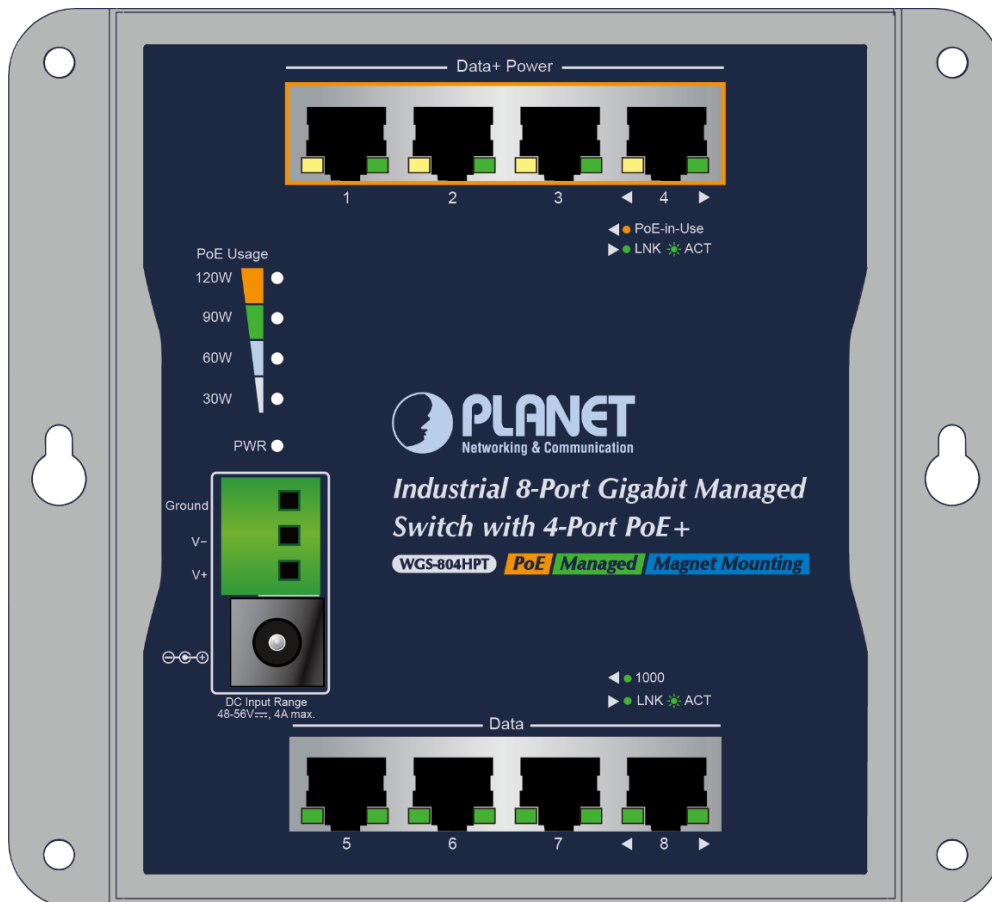 Data+ Power
1 2 3 4
PoE-in-Use
LNK ACT
PoE Usage
120W
90W
60W
30W
PWR
PLANET
Networking & Communication
Industrial 8-Port Gigabit Managed
Switch with 4-Port PoE+
WGS-804HPT PoE Managed Magnet Mounting
Ground
V−
V+
DC Input Range
48-56V⎓, 4A max.
1000
LNK ACT
Data
5 6 7 8